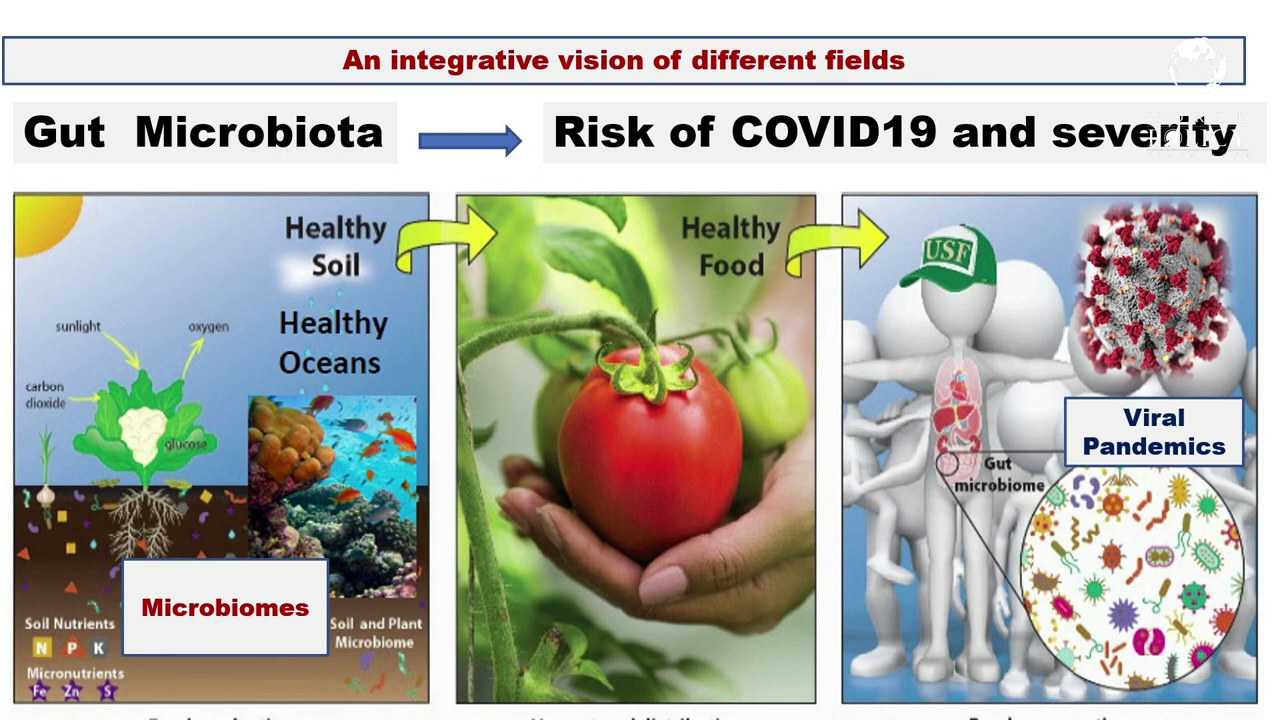 An integrative vision of different fields
Gut Microbiota
Risk of COVID19 and severity
Healthy
Soil
Healthy
Oceans
sunlight
oxygen
carbon
dioxide
glucose
Microbiomes
Soil Nutrients
N P K
Micronutrients
Fe Zn S
Soil and Plant
Microbiome
Healthy
Food
USF
Viral
Pandemics
Gut
microbiome